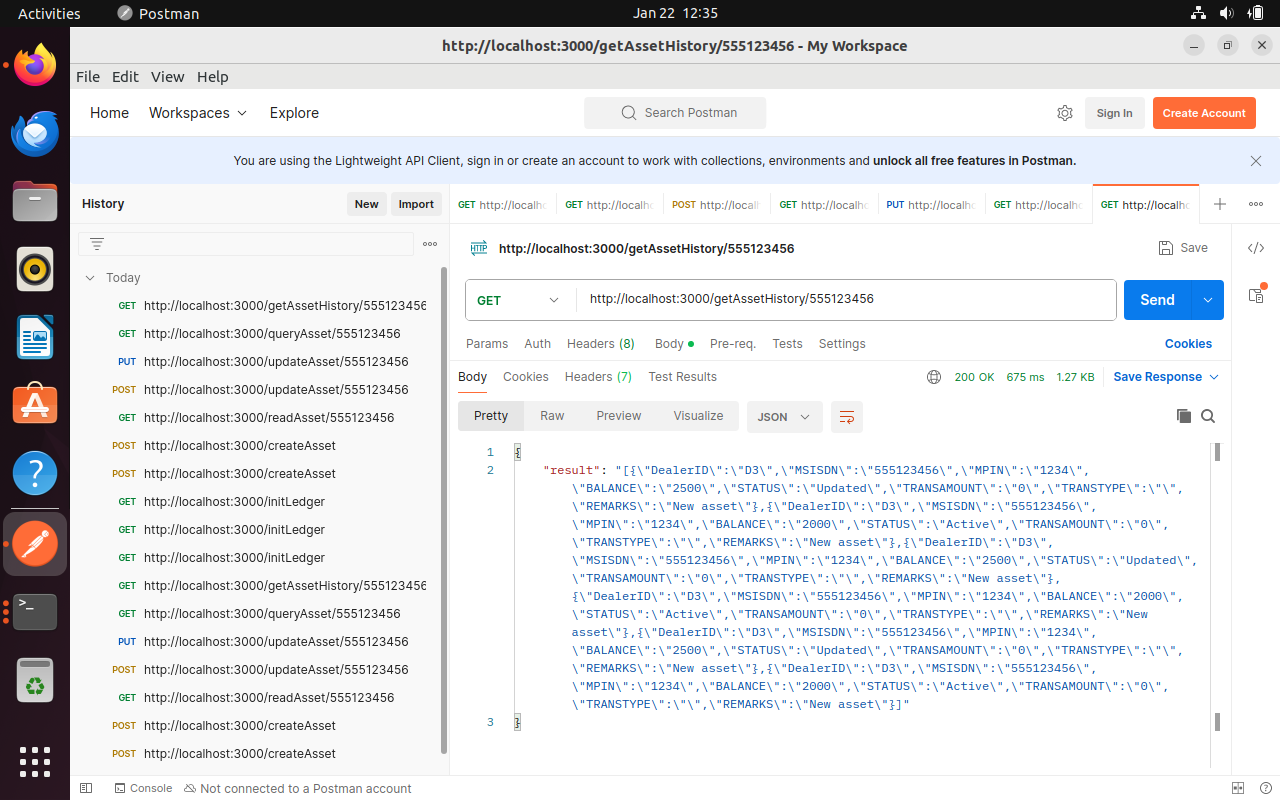 Activities Postman Jan 22 12:35
http://localhost:3000/getAssetHistory/555123456 - My Workspace
File Edit View Help
Home Workspaces Explore Search Postman Sign In Create Account
You are using the Lightweight API Client, sign in or create an account to work with collections, environments and unlock all free features in Postman.
History New Import
GET http://localho GET http://localho POST http://locall GET http://localho PUT http://localho GET http://localho GET http://localho
http://localhost:3000/getAssetHistory/555123456 Save
GET http://localhost:3000/getAssetHistory/555123456 Send
Params Auth Headers (8) Body Pre-req. Tests Settings Cookies
Body Cookies Headers (7) Test Results 200 OK 675 ms 1.27 KB Save Response
Pretty Raw Preview Visualize JSON
Today
GET http://localhost:3000/getAssetHistory/555123456
GET http://localhost:3000/queryAsset/555123456
PUT http://localhost:3000/updateAsset/555123456
POST http://localhost:3000/updateAsset/555123456
GET http://localhost:3000/readAsset/555123456
POST http://localhost:3000/createAsset
POST http://localhost:3000/createAsset
GET http://localhost:3000/initLedger
GET http://localhost:3000/initLedger
GET http://localhost:3000/initLedger
GET http://localhost:3000/getAssetHistory/555123456
GET http://localhost:3000/queryAsset/555123456
PUT http://localhost:3000/updateAsset/555123456
POST http://localhost:3000/updateAsset/555123456
GET http://localhost:3000/readAsset/555123456
POST http://localhost:3000/createAsset
POST http://localhost:3000/createAsset
1 {
2 "result": "[{\"DealerID\":\"D3\",\"MSISDN\":\"555123456\",\"MPIN\":\"1234\",
\"BALANCE\":\"2500\",\"STATUS\":\"Updated\",\"TRANSAMOUNT\":\"0\",\"TRANSTYPE\":\"\",
\"REMARKS\":\"New asset\"},{\"DealerID\":\"D3\",\"MSISDN\":\"555123456\",
\"MPIN\":\"1234\",\"BALANCE\":\"2000\",\"STATUS\":\"Active\",\"TRANSAMOUNT\":\"0\",
\"TRANSTYPE\":\"\",\"REMARKS\":\"New asset\"},{\"DealerID\":\"D3\",
\"MSISDN\":\"555123456\",\"MPIN\":\"1234\",\"BALANCE\":\"2500\",\"STATUS\":\"Updated\",
\"TRANSAMOUNT\":\"0\",\"TRANSTYPE\":\"\",\"REMARKS\":\"New asset\"},
{\"DealerID\":\"D3\",\"MSISDN\":\"555123456\",\"MPIN\":\"1234\",\"BALANCE\":\"2000\",
\"STATUS\":\"Active\",\"TRANSAMOUNT\":\"0\",\"TRANSTYPE\":\"\",\"REMARKS\":\"New
asset\"},{\"DealerID\":\"D3\",\"MSISDN\":\"555123456\",\"MPIN\":\"1234\",
\"BALANCE\":\"2500\",\"STATUS\":\"Updated\",\"TRANSAMOUNT\":\"0\",\"TRANSTYPE\":\"\",
\"REMARKS\":\"New asset\"},{\"DealerID\":\"D3\",\"MSISDN\":\"555123456\",
\"MPIN\":\"1234\",\"BALANCE\":\"2000\",\"STATUS\":\"Active\",\"TRANSAMOUNT\":\"0\",
\"TRANSTYPE\":\"\",\"REMARKS\":\"New asset\"}]"
3 }
Console Not connected to a Postman account